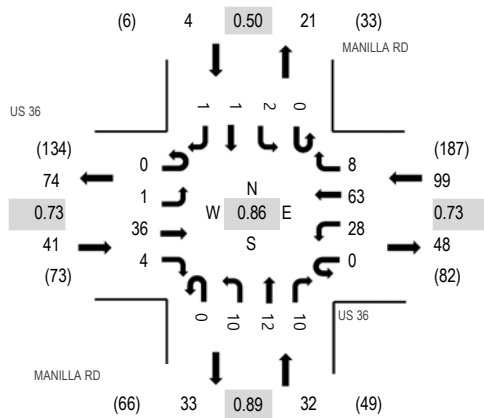 (6) 4 0.50 21 (33)
MANILLA RD
US 36
1 1 2 0
(134) 0 8 (187)
74 1 63 99
N
0.73 W 0.86 E 0.73
36 28
S
41 4 0 48
(73) (82)
0 10 12 10
US 36
MANILLA RD
(66) 33 0.89 32 (49)